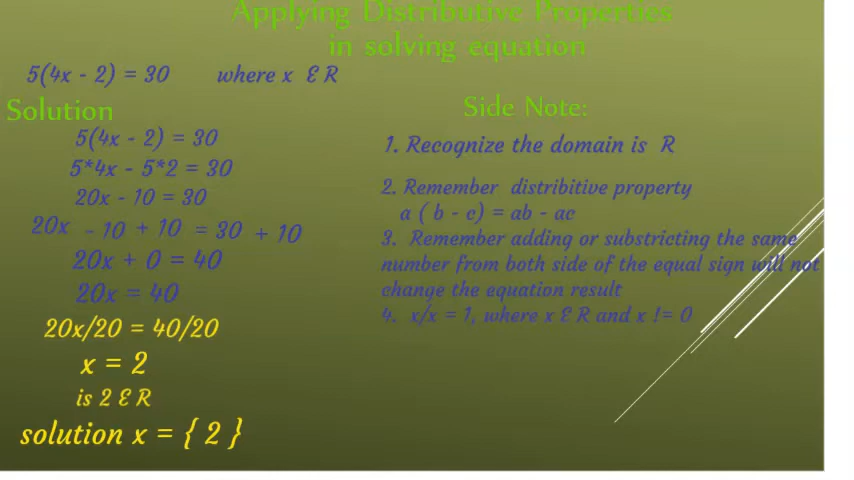 Applying Distributive Properties
in solving equation
5(4x - 2) = 30 where x Ɛ R
Solution
5(4x - 2) = 30
5*4x - 5*2 = 30
20x - 10 = 30
20x - 10 + 10 = 30 + 10
20x + 0 = 40
20x = 40
20x/20 = 40/20
x = 2
is 2 Ɛ R
solution x = { 2 }
Side Note:
1. Recognize the domain is R
2. Remember distribitive property
a ( b - c) = ab - ac
3. Remember adding or substricting the same
number from both side of the equal sign will not
change the equation result
4. x/x = 1, where x Ɛ R and x != 0